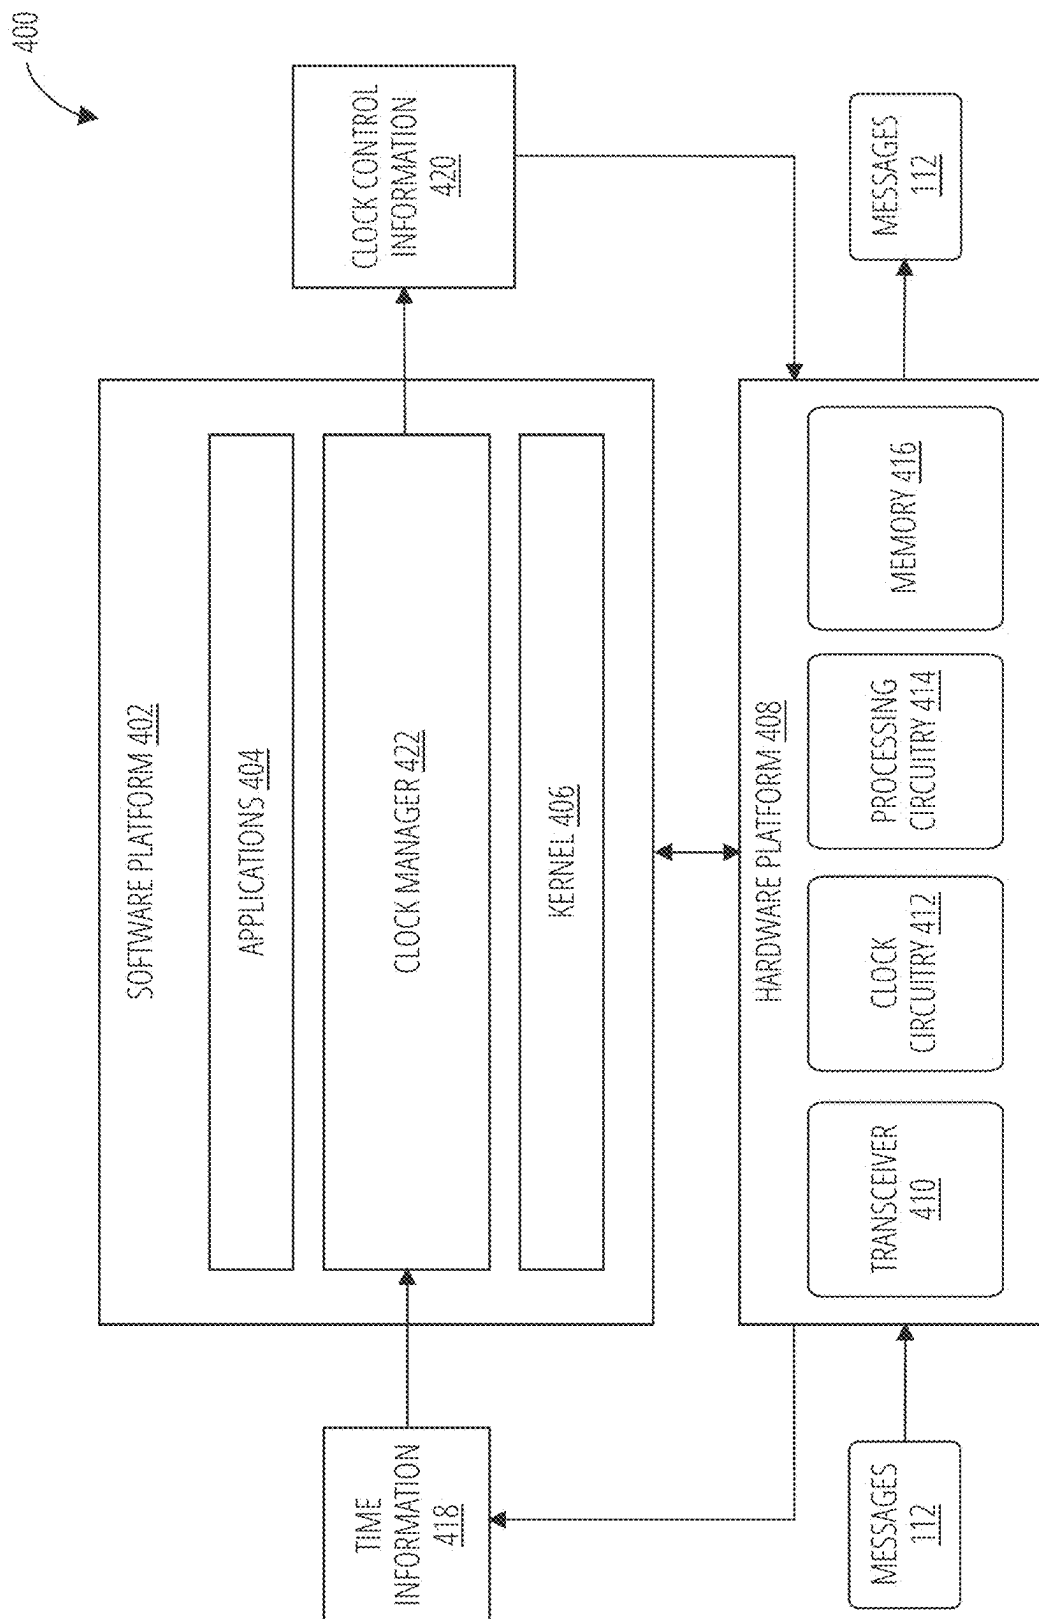 400
SOFTWARE PLATFORM 402
APPLICATIONS 404
CLOCK MANAGER 422
KERNEL 406
TIME
INFORMATION
418
CLOCK CONTROL
INFORMATION
420
HARDWARE PLATFORM 408
TRANSCEIVER
410
CLOCK
CIRCUITRY 412
PROCESSING
CIRCUITRY 414
MEMORY 416
MESSAGES
112
MESSAGES
112